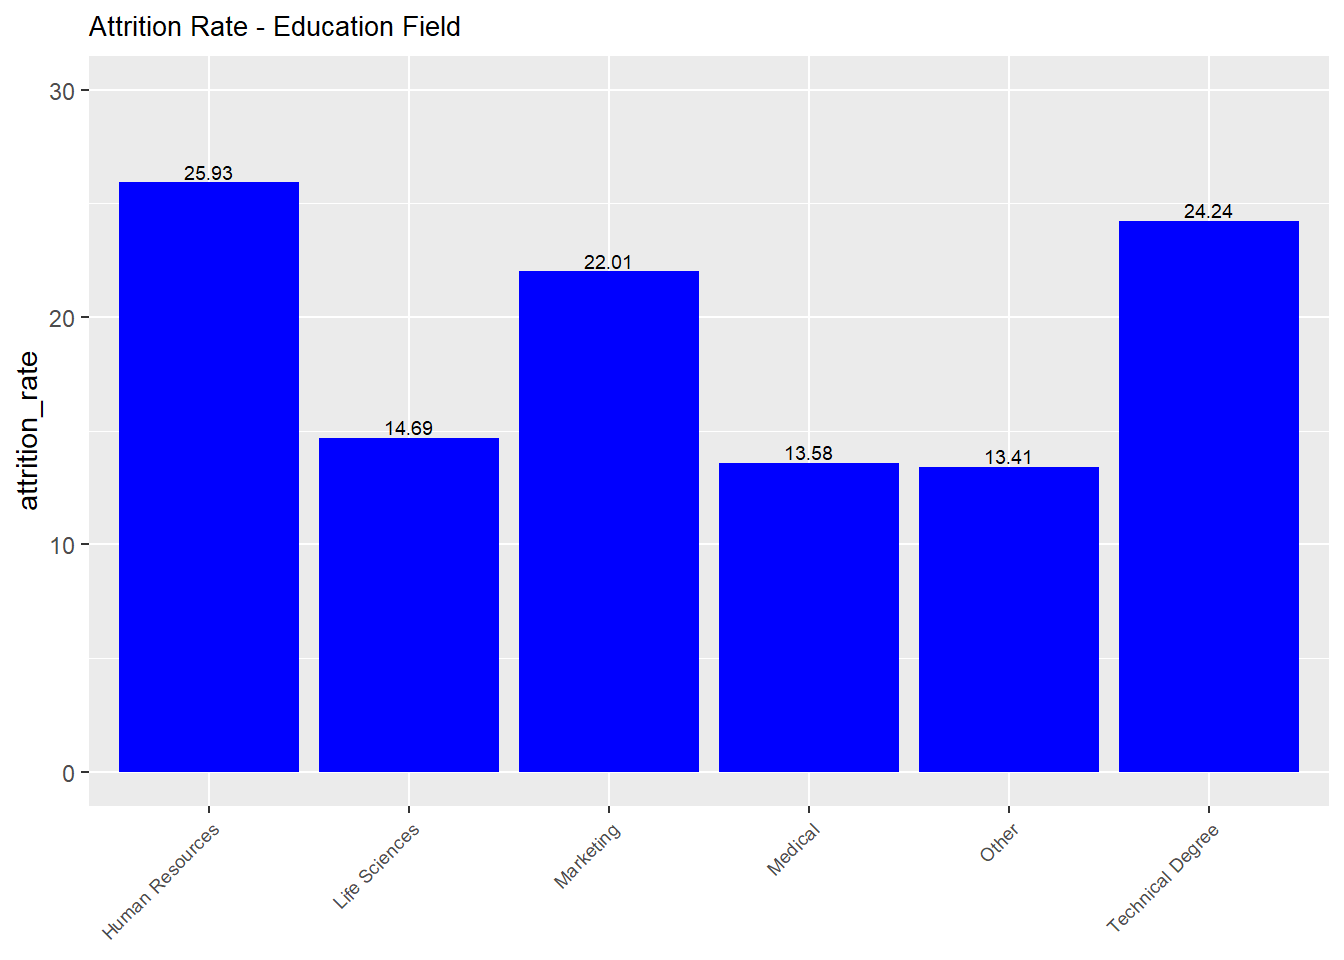 Attrition Rate - Education Field
30
20
10
0
attrition_rate
25.93
14.69
22.01
13.58
13.41
24.24
Human Resources
Life Sciences
Marketing
Medical
Other
Technical Degree